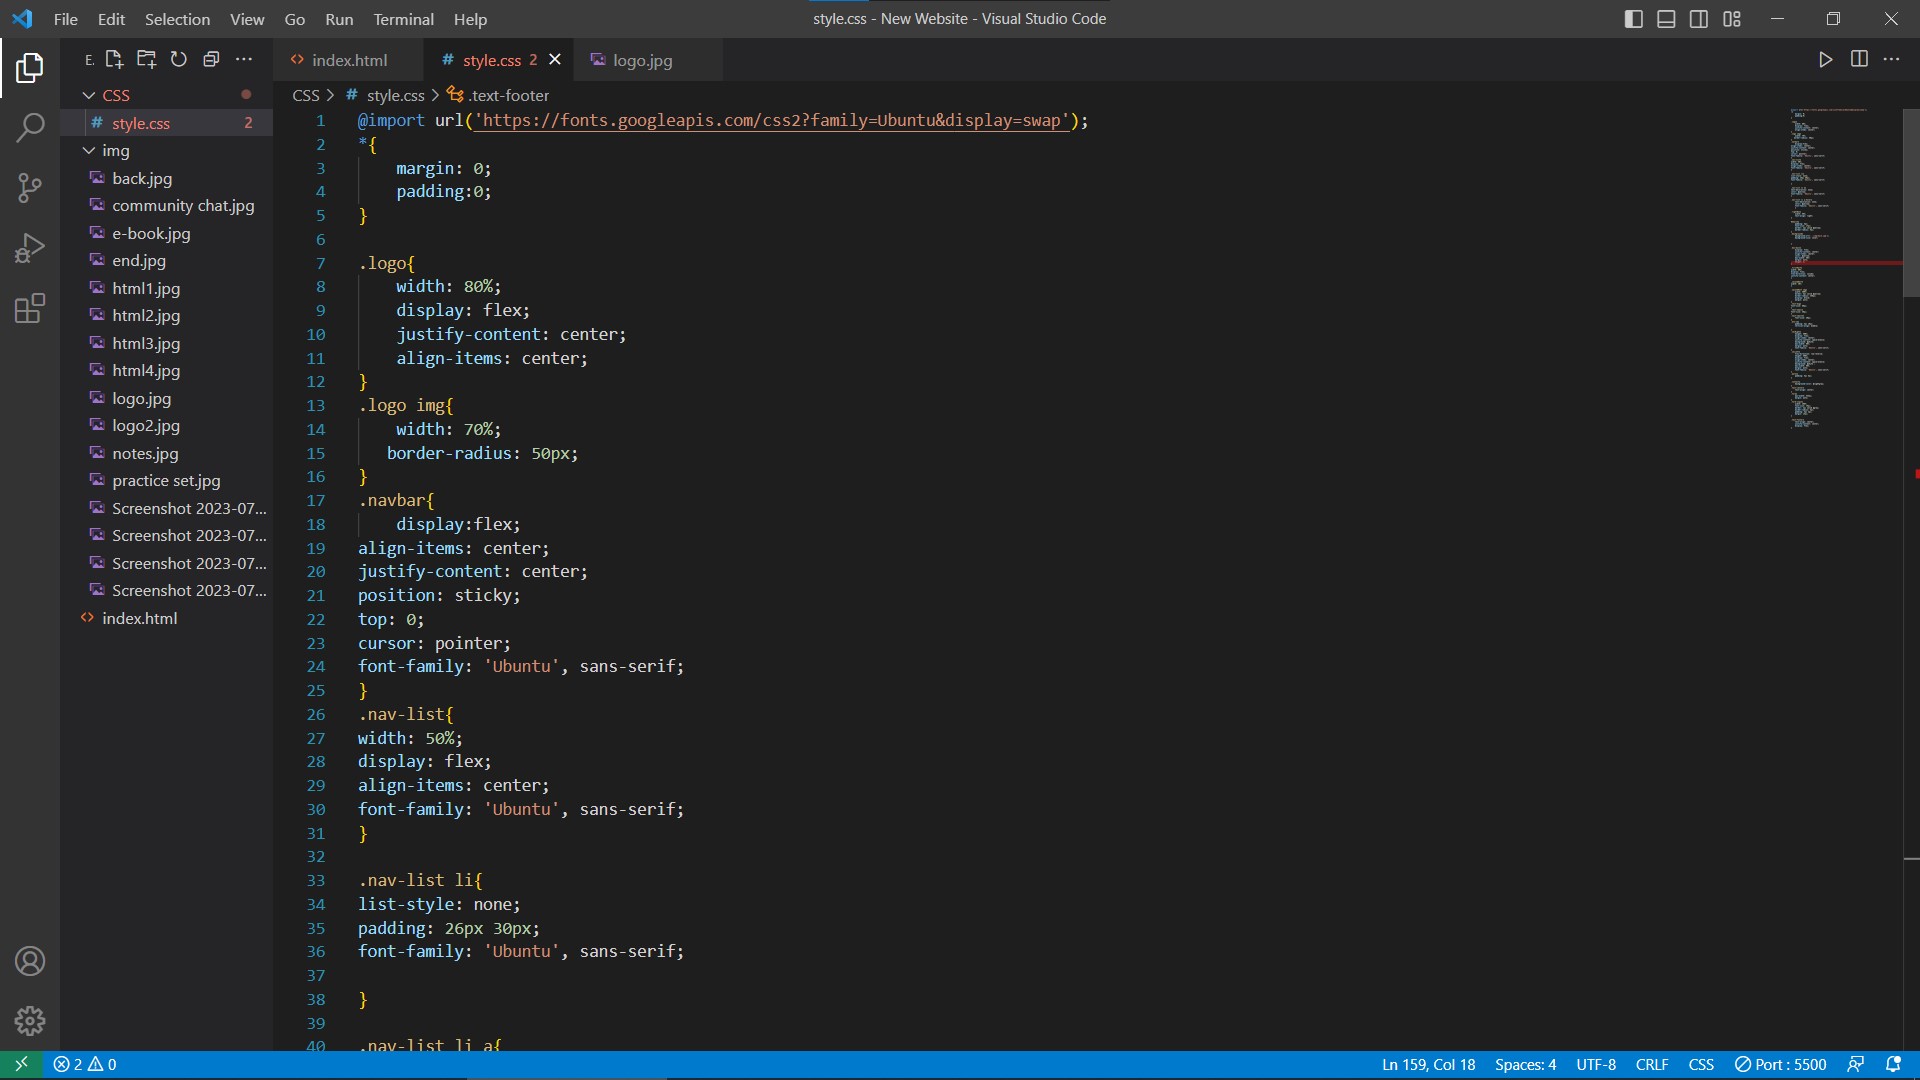 File Edit Selection View Go Run Terminal Help
style.css - New Website - Visual Studio Code
E.
index.html
# style.css 2
logo.jpg
CSS
# style.css 2
img
back.jpg
community chat.jpg
e-book.jpg
end.jpg
html1.jpg
html2.jpg
html3.jpg
html4.jpg
logo.jpg
logo2.jpg
notes.jpg
practice set.jpg
Screenshot 2023-07...
Screenshot 2023-07...
Screenshot 2023-07...
Screenshot 2023-07...
index.html
CSS > # style.css > .text-footer
1 @import url('https://fonts.googleapis.com/css2?family=Ubuntu&display=swap');
2 *{
3 margin: 0;
4 padding:0;
5 }
6
7 .logo{
8 width: 80%;
9 display: flex;
10 justify-content: center;
11 align-items: center;
12 }
13 .logo img{
14 width: 70%;
15 border-radius: 50px;
16 }
17 .navbar{
18 display:flex;
19 align-items: center;
20 justify-content: center;
21 position: sticky;
22 top: 0;
23 cursor: pointer;
24 font-family: 'Ubuntu', sans-serif;
25 }
26 .nav-list{
27 width: 50%;
28 display: flex;
29 align-items: center;
30 font-family: 'Ubuntu', sans-serif;
31 }
32
33 .nav-list li{
34 list-style: none;
35 padding: 26px 30px;
36 font-family: 'Ubuntu', sans-serif;
37
38 }
39
40 .nav-list li a{
2 0
Ln 159, Col 18 Spaces: 4 UTF-8 CRLF CSS Port : 5500